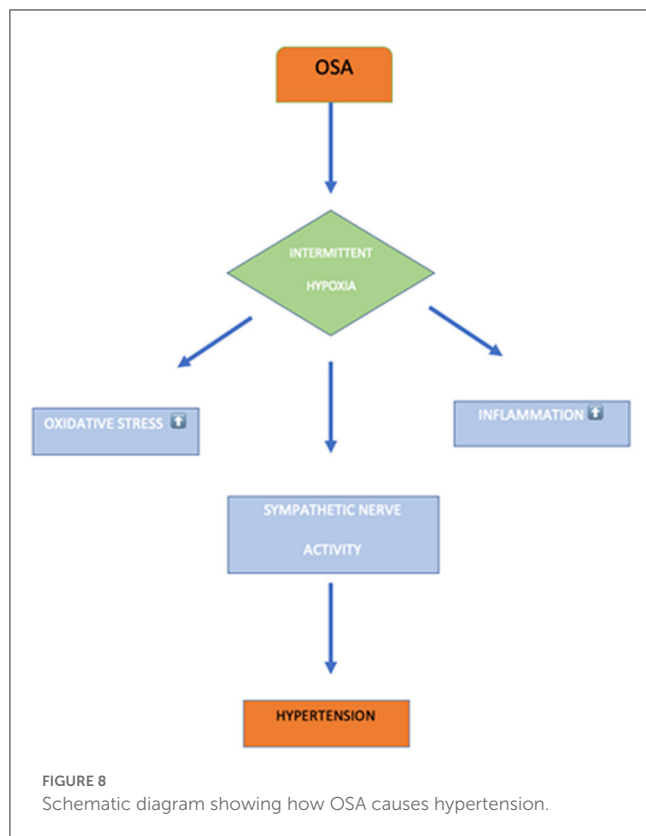 OSA
INTERMITTENT
HYPOXIA
OXIDATIVE STRESS ⬆
INFLAMMATION ⬆
SYMPATHETIC NERVE
ACTIVITY
HYPERTENSION
FIGURE 8
Schematic diagram showing how OSA causes hypertension.